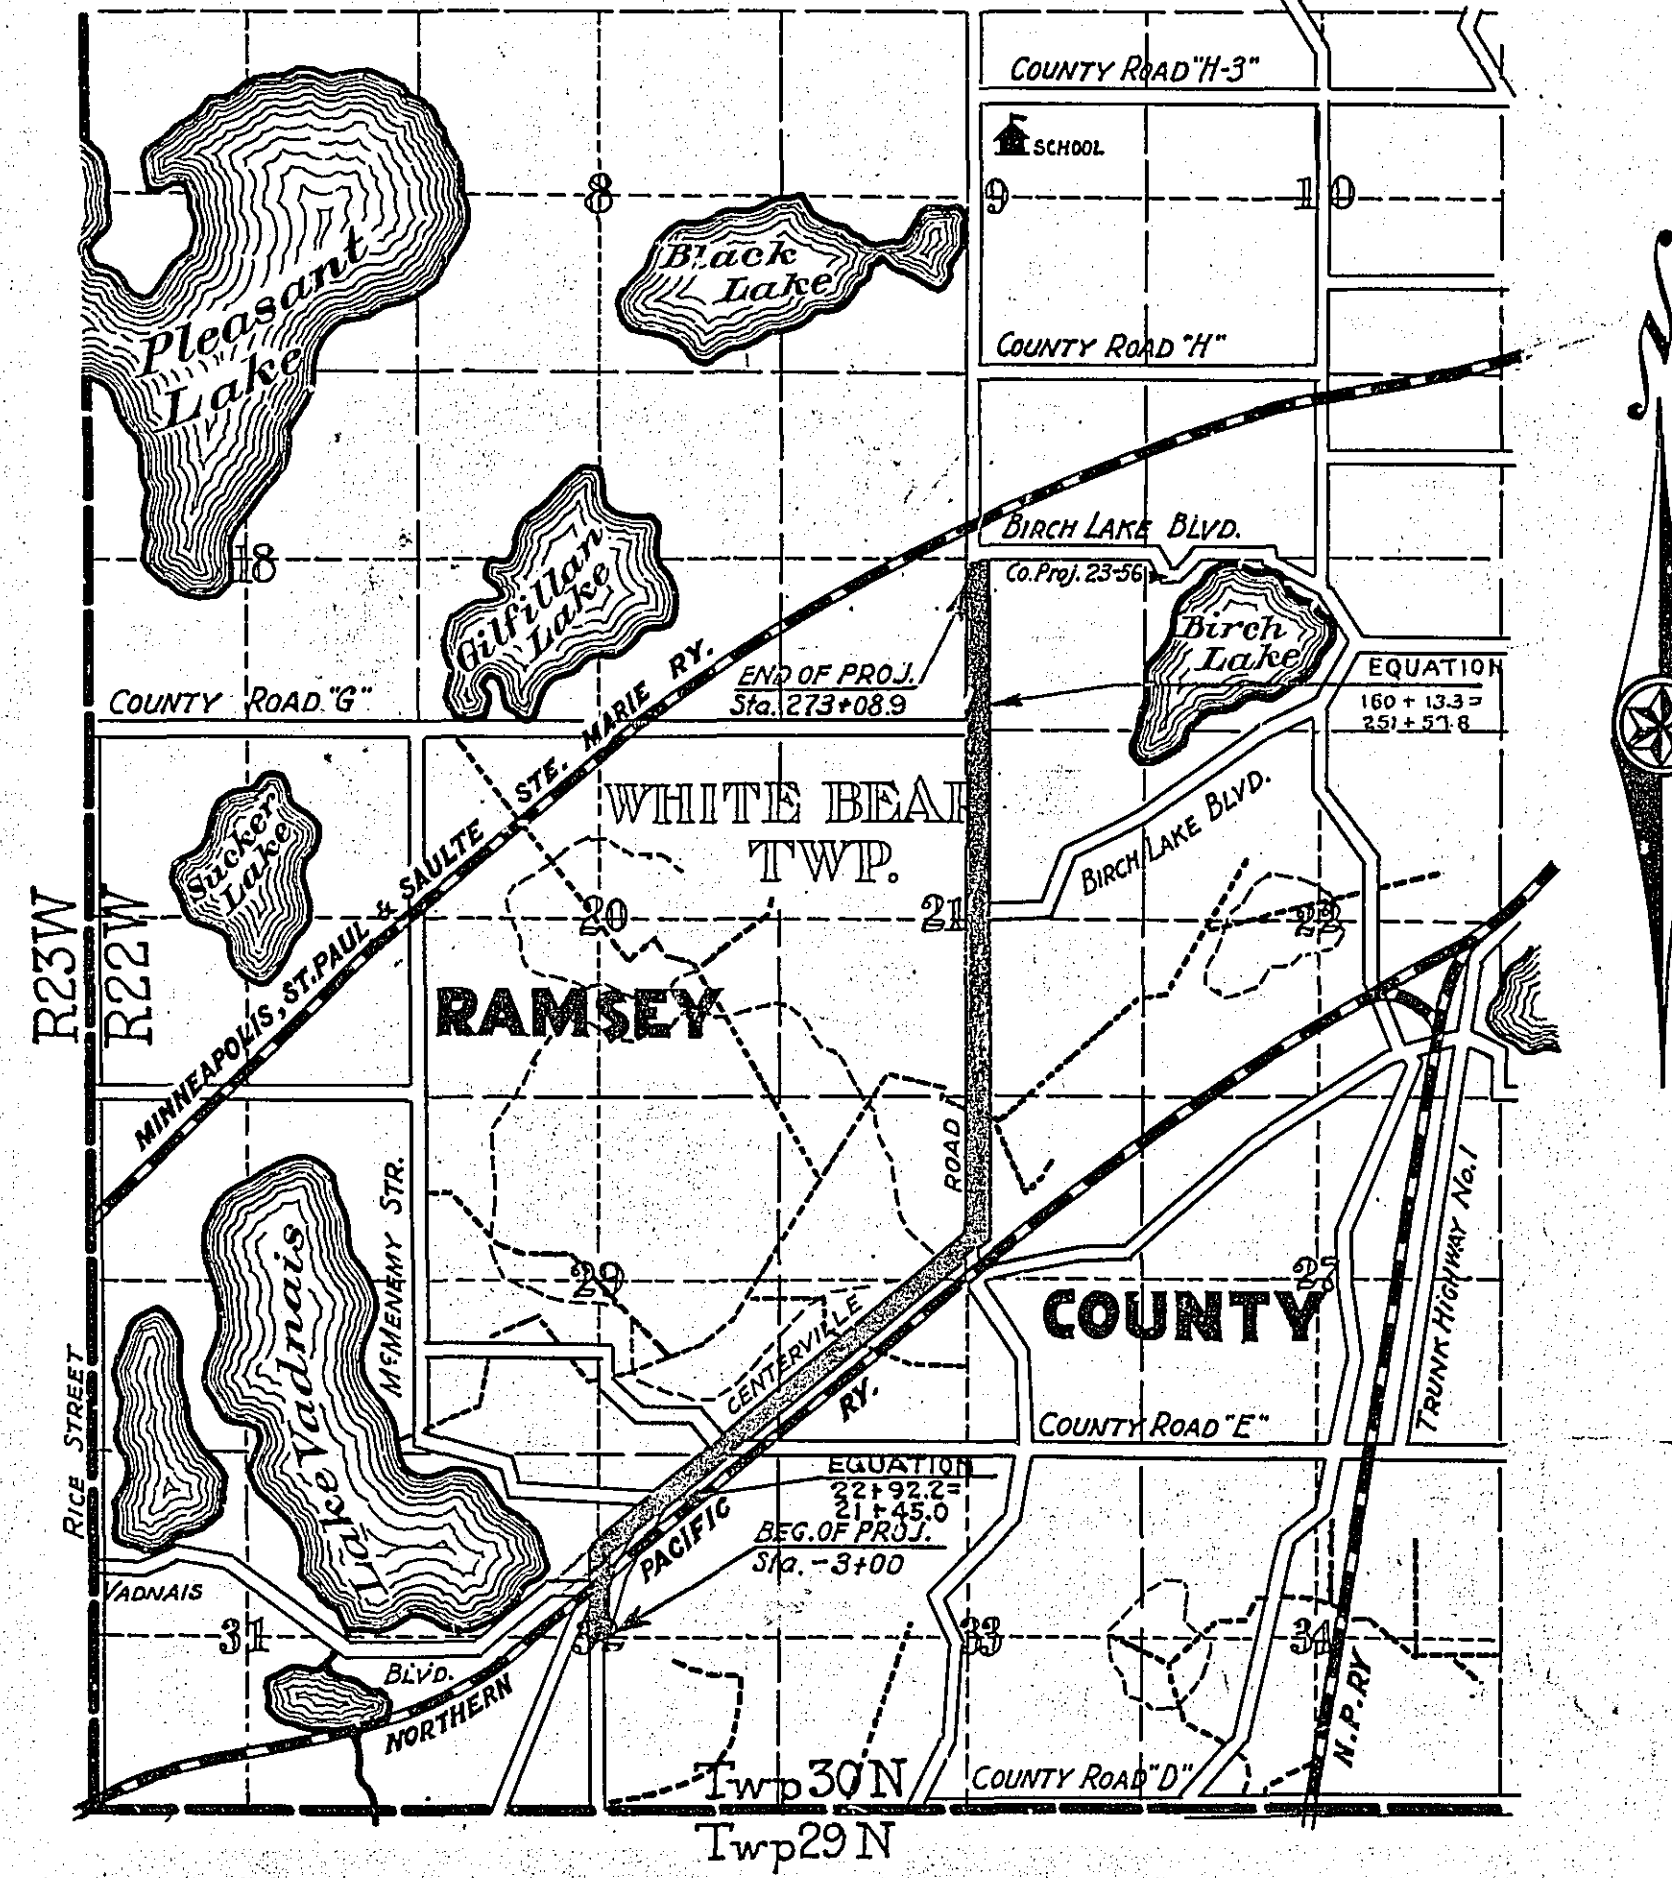 COUNTY ROAD "H-3"
SCHOOL
8
9
10
N
Black
Lake
Pleasant
Lake
COUNTY ROAD "H"
BIRCH LAKE BLVD.
Co. Proj. 23-56
18
Gilfillan
Lake
Birch
Lake
END OF PROJ.
Sta. 273+08.9
EQUATION
160 + 13.3 =
251 + 57.8
COUNTY ROAD "G"
WHITE BEAR
TWP.
Sucker
Lake
BIRCH LAKE BLVD.
MINNEAPOLIS, ST. PAUL & SAULTE STE. MARIE RY.
20
21
22
R23W
R22W
RAMSEY
ROAD
McMENEMY STR.
Lake Vadnais
29
27
COUNTY
CENTERVILLE
TRUNK HIGHWAY No. 1
RICE STREET
RY.
COUNTY ROAD "E"
EQUATION
22+92.2=
21+45.0
BEG. OF PROJ.
Sta. -3+00
PACIFIC
VADNAIS
31
32
33
34
BLVD.
NORTHERN
N.P. RY
Twp 30 N
COUNTY ROAD "D"
Twp 29 N